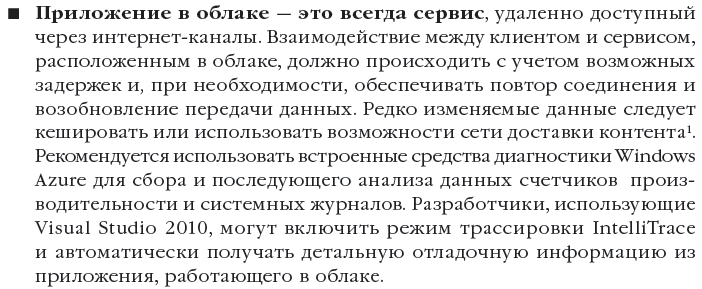 ■ Приложение в облаке — это всегда сервис, удаленно доступный
через интернет-каналы. Взаимодействие между клиентом и сервисом,
расположенным в облаке, должно происходить с учетом возможных
задержек и, при необходимости, обеспечивать повтор соединения и
возобновление передачи данных. Редко изменяемые данные следует
кешировать или использовать возможности сети доставки контента¹.
Рекомендуется использовать встроенные средства диагностики Windows
Azure для сбора и последующего анализа данных счетчиков произ-
водительности и системных журналов. Разработчики, использующие
Visual Studio 2010, могут включить режим трассировки IntelliTrace
и автоматически получать детальную отладочную информацию из
приложения, работающего в облаке.